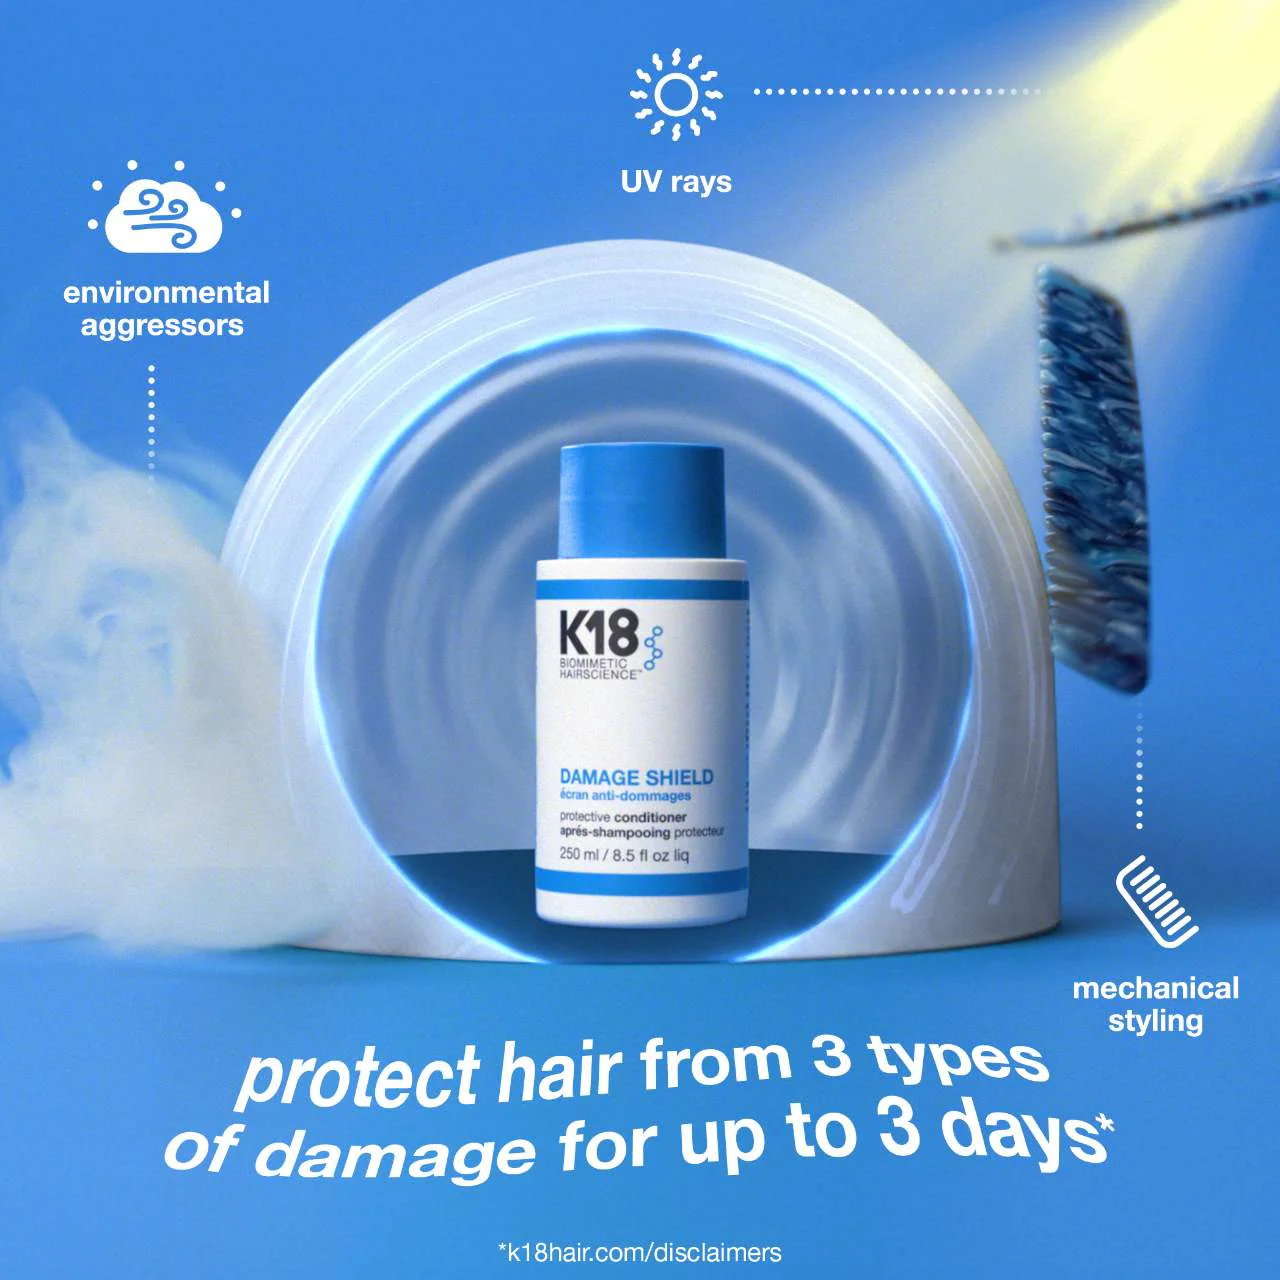 UV rays
environmental
aggressors
K18
BIOMIMETIC
HAIRSCIENCE™
DAMAGE SHIELD
écran anti-dommages
protective conditioner
aprés-shampooing protecteur
250 ml / 8.5 fl oz liq
mechanical
styling
protect hair from 3 types
of damage for up to 3 days*
*k18hair.com/disclaimers